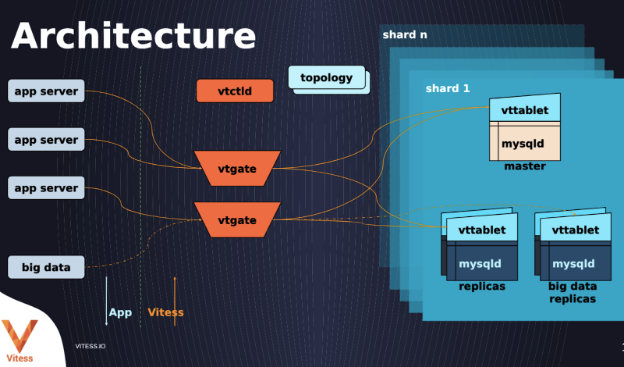 Architecture
shard n
topology
app server
vtctld
shard 1
vttablet
app server
mysqld
master
vtgate
app server
vtgate
vttablet
vttablet
mysqld
mysqld
big data
replicas
big data
replicas
App
Vitess
VITESS.IO
Vitess